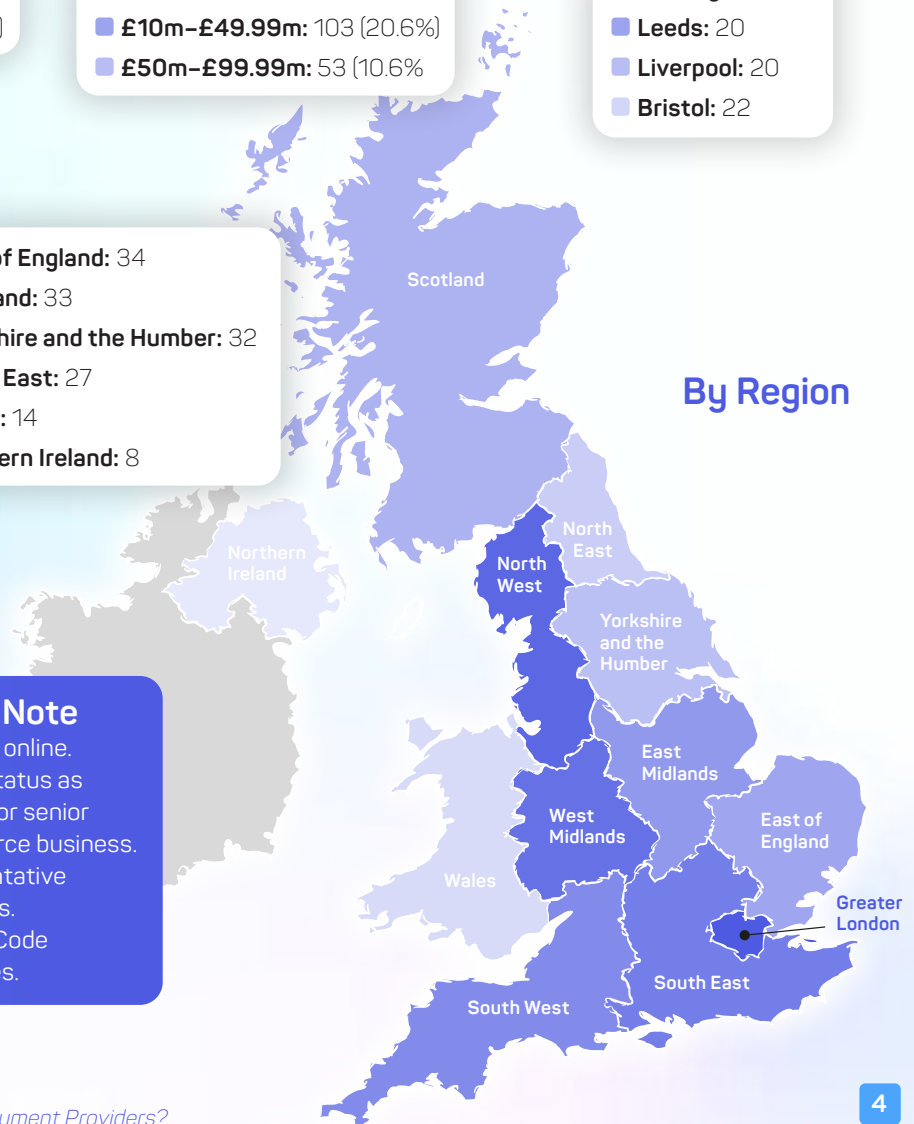 )
£10m–£49.99m: 103 (20.6%)
£50m–£99.99m: 53 (10.6%
Leeds: 20
Liverpool: 20
Bristol: 22
of England: 34
and: 33
hire and the Humber: 32
East: 27
: 14
ern Ireland: 8
By Region
Scotland
Northern
Ireland
North
East
North
West
Yorkshire
and the
Humber
East
Midlands
West
Midlands
East of
England
Wales
Greater
London
South East
South West
Note
online.
tatus as
or senior
rce business.
ntative
s.
Code
es.
ument Providers?
4